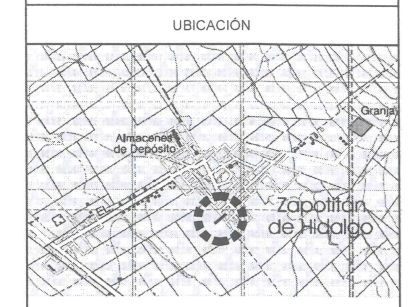 UBICACIÓN
Granja
Almacenes
de Depósito
Zapotitán
de Hidalgo